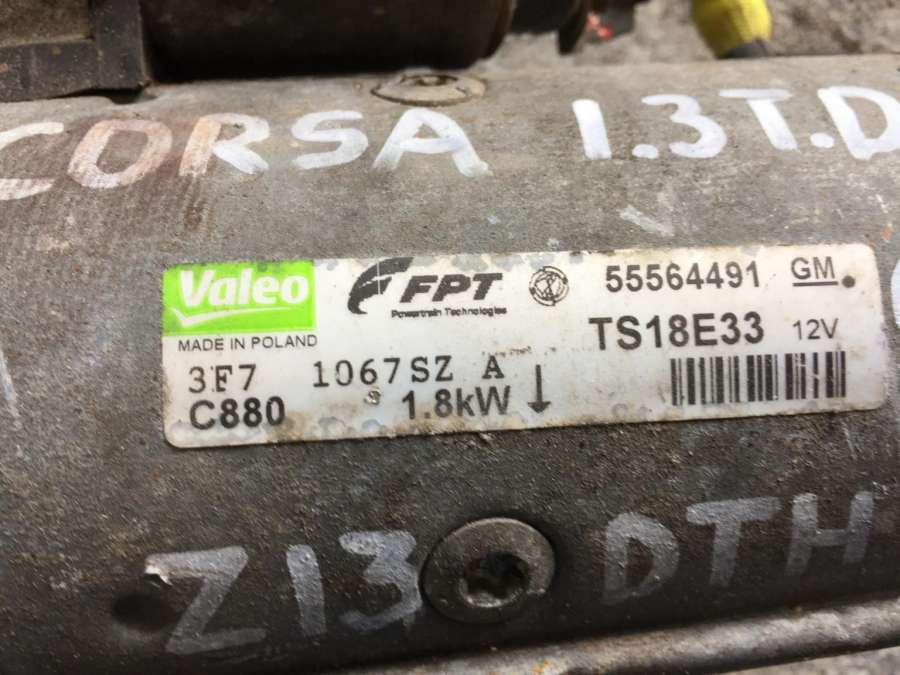 CORSA 1.3 T.D
Valeo
MADE IN POLAND
FPT
Powertrain Technologies
55564491 GM
TS18E33 12V
3F7 1067SZ A
C880 1.8kW
Z13 DTH